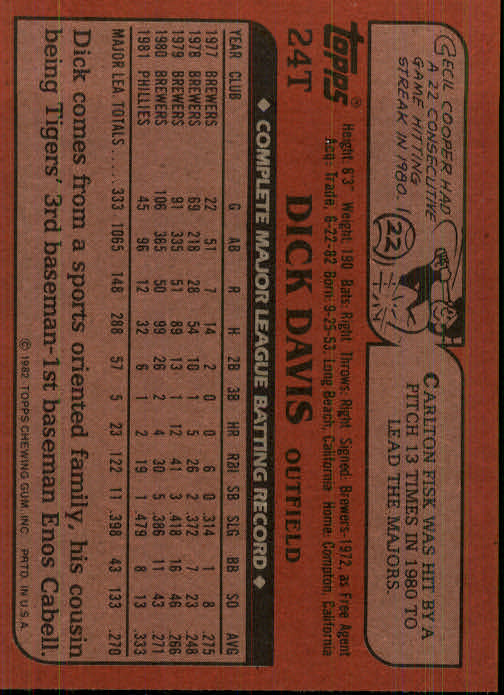 CECIL COOPER HAD
A 22 CONSECUTIVE
GAME HITTING
STREAK IN 1980.
22
CARLTON FISK WAS HIT BY A
PITCH 13 TIMES IN 1980 TO
LEAD THE MAJORS.
topps®
24T DICK DAVIS OUTFIELD
Height: 6'3" Weight: 190 Bats: Right Throws: Right Signed: Brewers-1972, as Free Agent
Acq: Trade, 6-22-82 Born: 9-25-53, Long Beach, California Home: Compton, California
◆ COMPLETE MAJOR LEAGUE BATTING RECORD ◆
YEAR CLUB G AB R H 2B 3B HR RBI SB SLG BB SO AVG
1977 BREWERS 22 51 7 14 2 0 0 6 0 .314 1 8 .275
1978 BREWERS 69 218 28 54 10 1 5 26 2 .372 7 23 .248
1979 BREWERS 91 335 51 89 13 1 12 41 3 .418 16 46 .266
1980 BREWERS 106 365 50 99 26 2 4 30 5 .386 11 43 .271
1981 PHILLIES 45 96 12 32 6 1 2 19 1 .479 8 13 .333
MAJOR LEA TOTALS .... 333 1065 148 288 57 5 23 122 11 .398 43 133 .270
Dick comes from a sports oriented family, his cousin
being Tigers' 3rd baseman-1st baseman Enos Cabell.
© 1982 TOPPS CHEWING GUM, INC PRTD. IN U.S.A.